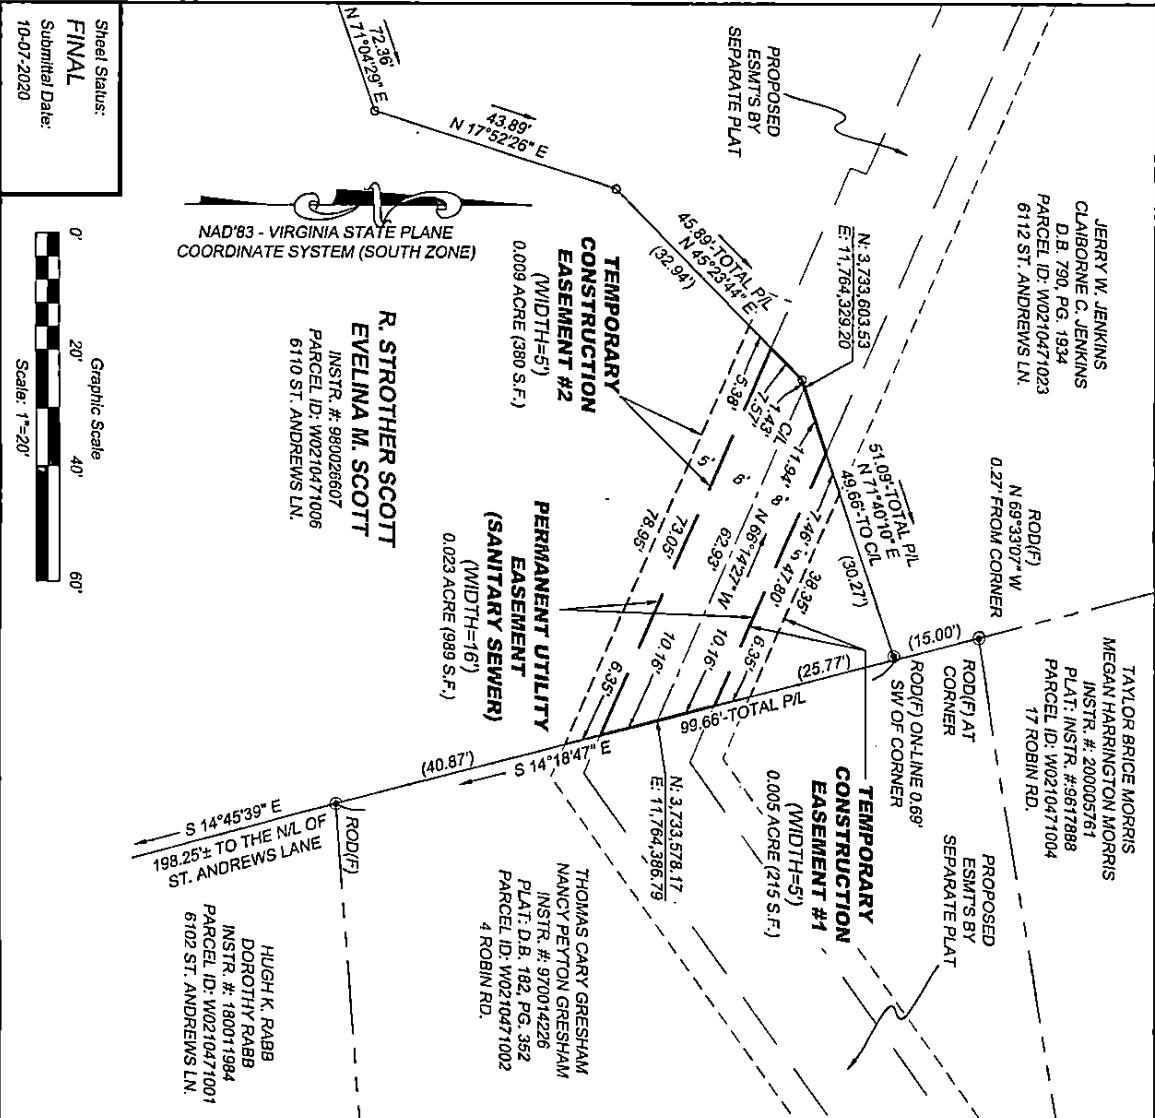 JERRY W. JENKINS
CLAIBORNE C. JENKINS
D.B. 790, PG. 1934
PARCEL ID: W0210471023
6112 ST. ANDREWS LN.
PROPOSED
ESMT'S BY
SEPARATE PLAT
ROD(F)
N 69°33'07" W
0.27' FROM CORNER
TAYLOR BRICE MORRIS
MEGAN HARRINGTON MORRIS
INSTR. #: 200005761
PLAT: INSTR. #:9617888
PARCEL ID: W0210471004
17 ROBIN RD.
(15.00')
ROD(F) AT
CORNER
ROD(F) ON-LINE 0.69'
SW OF CORNER
PROPOSED
ESMT'S BY
SEPARATE PLAT
72.36'
N 71°04'29" E
43.89'
N 17°52'26" E
45.89'-TOTAL P/L
N 45°23'44" E
(32.94')
N: 3,733,603.53
E: 11,764,329.20
51.09'-TOTAL P/L
N 71°40'10" E
49.66'-TO C/L
(30.27')
5.38'
7.57'
1.43'
C/L
11.94'
7.46'
5'
8'
8'
5'
N 66°14'27" W
62.93'
47.80'
38.35'
73.05'
78.95'
6.35'
10.16'
10.16'
6.35'
(25.77')
99.66'-TOTAL P/L
S 14°18'47" E
(40.87')
TEMPORARY
CONSTRUCTION
EASEMENT #1
(WIDTH=5')
0.005 ACRE (215 S.F.)
N: 3,733,578.17
E: 11,764,386.79
TEMPORARY
CONSTRUCTION
EASEMENT #2
(WIDTH=5')
0.009 ACRE (380 S.F.)
PERMANENT UTILITY
EASEMENT
(SANITARY SEWER)
(WIDTH=16')
0.023 ACRE (989 S.F.)
THOMAS CARY GRESHAM
NANCY PEYTON GRESHAM
INSTR. #: 970014226
PLAT: D.B. 182, PG. 352
PARCEL ID: W0210471002
4 ROBIN RD.
NAD'83 - VIRGINIA STATE PLANE
COORDINATE SYSTEM (SOUTH ZONE)
R. STROTHER SCOTT
EVELINA M. SCOTT
INSTR. #: 980026607
PARCEL ID: W0210471006
6110 ST. ANDREWS LN.
ROD(F)
S 14°45'39" E
198.25'± TO THE N/L OF
ST. ANDREWS LANE
HUGH K. RABB
DOROTHY RABB
INSTR. #: 180011984
PARCEL ID: W0210471001
6102 ST. ANDREWS LN.
Sheet Status:
FINAL
Submittal Date:
10-07-2020
Graphic Scale
0' 20' 40' 60'
Scale: 1"=20'